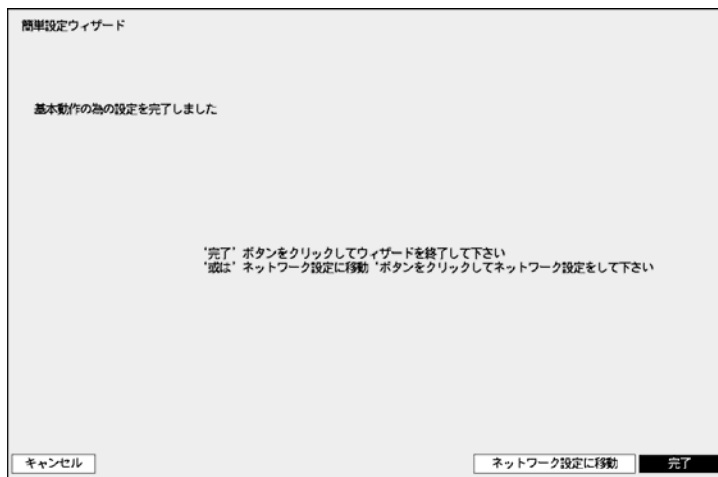 簡単設定ウィザード
基本動作の為の設定を完了しました
'完了' ボタンをクリックしてウィザードを終了して下さい
'或は' ネットワーク設定に移動 'ボタンをクリックしてネットワーク設定をして下さい
キャンセル
ネットワーク設定に移動
完了